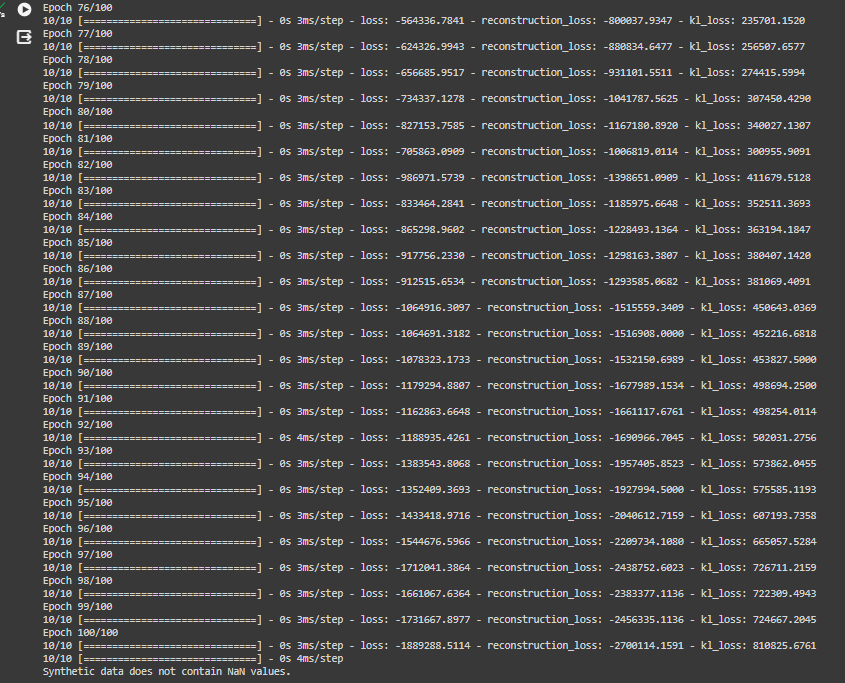 Epoch 76/100
10/10 [==============================] - 0s 3ms/step - loss: -564336.7841 - reconstruction_loss: -800037.9347 - kl_loss: 235701.1520
Epoch 77/100
10/10 [==============================] - 0s 3ms/step - loss: -624326.9943 - reconstruction_loss: -880834.6477 - kl_loss: 256507.6577
Epoch 78/100
10/10 [==============================] - 0s 3ms/step - loss: -656685.9517 - reconstruction_loss: -931101.5511 - kl_loss: 274415.5994
Epoch 79/100
10/10 [==============================] - 0s 3ms/step - loss: -734337.1278 - reconstruction_loss: -1041787.5625 - kl_loss: 307450.4290
Epoch 80/100
10/10 [==============================] - 0s 3ms/step - loss: -827153.7585 - reconstruction_loss: -1167180.8920 - kl_loss: 340027.1307
Epoch 81/100
10/10 [==============================] - 0s 3ms/step - loss: -705863.0909 - reconstruction_loss: -1006819.0114 - kl_loss: 300955.9091
Epoch 82/100
10/10 [==============================] - 0s 3ms/step - loss: -986971.5739 - reconstruction_loss: -1398651.0909 - kl_loss: 411679.5128
Epoch 83/100
10/10 [==============================] - 0s 3ms/step - loss: -833464.2841 - reconstruction_loss: -1185975.6648 - kl_loss: 352511.3693
Epoch 84/100
10/10 [==============================] - 0s 3ms/step - loss: -865298.9602 - reconstruction_loss: -1228493.1364 - kl_loss: 363194.1847
Epoch 85/100
10/10 [==============================] - 0s 3ms/step - loss: -917756.2330 - reconstruction_loss: -1298163.3807 - kl_loss: 380407.1420
Epoch 86/100
10/10 [==============================] - 0s 3ms/step - loss: -912515.6534 - reconstruction_loss: -1293585.0682 - kl_loss: 381069.4091
Epoch 87/100
10/10 [==============================] - 0s 3ms/step - loss: -1064916.3097 - reconstruction_loss: -1515559.3409 - kl_loss: 450643.0369
Epoch 88/100
10/10 [==============================] - 0s 3ms/step - loss: -1064691.3182 - reconstruction_loss: -1516908.0000 - kl_loss: 452216.6818
Epoch 89/100
10/10 [==============================] - 0s 3ms/step - loss: -1078323.1733 - reconstruction_loss: -1532150.6989 - kl_loss: 453827.5000
Epoch 90/100
10/10 [==============================] - 0s 3ms/step - loss: -1179294.8807 - reconstruction_loss: -1677989.1534 - kl_loss: 498694.2500
Epoch 91/100
10/10 [==============================] - 0s 3ms/step - loss: -1162863.6648 - reconstruction_loss: -1661117.6761 - kl_loss: 498254.0114
Epoch 92/100
10/10 [==============================] - 0s 4ms/step - loss: -1188935.4261 - reconstruction_loss: -1690966.7045 - kl_loss: 502031.2756
Epoch 93/100
10/10 [==============================] - 0s 3ms/step - loss: -1383543.8068 - reconstruction_loss: -1957405.8523 - kl_loss: 573862.0455
Epoch 94/100
10/10 [==============================] - 0s 3ms/step - loss: -1352409.3693 - reconstruction_loss: -1927994.5000 - kl_loss: 575585.1193
Epoch 95/100
10/10 [==============================] - 0s 3ms/step - loss: -1433418.9716 - reconstruction_loss: -2040612.7159 - kl_loss: 607193.7358
Epoch 96/100
10/10 [==============================] - 0s 3ms/step - loss: -1544676.5966 - reconstruction_loss: -2209734.1080 - kl_loss: 665057.5284
Epoch 97/100
10/10 [==============================] - 0s 3ms/step - loss: -1712041.3864 - reconstruction_loss: -2438752.6023 - kl_loss: 726711.2159
Epoch 98/100
10/10 [==============================] - 0s 3ms/step - loss: -1661067.6364 - reconstruction_loss: -2383377.1136 - kl_loss: 722309.4943
Epoch 99/100
10/10 [==============================] - 0s 3ms/step - loss: -1731667.8977 - reconstruction_loss: -2456335.1136 - kl_loss: 724667.2045
Epoch 100/100
10/10 [==============================] - 0s 3ms/step - loss: -1889288.5114 - reconstruction_loss: -2700114.1591 - kl_loss: 810825.6761
10/10 [==============================] - 0s 4ms/step
Synthetic data does not contain NaN values.